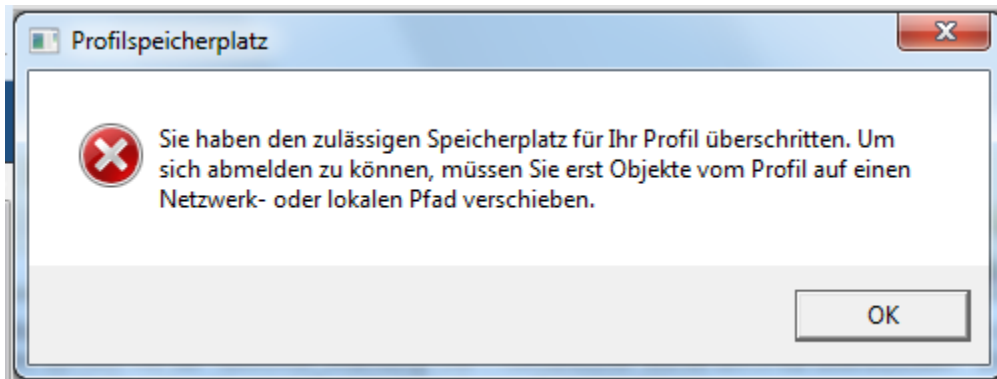 Profilspeicherplatz
Sie haben den zulässigen Speicherplatz für Ihr Profil überschritten. Um
sich abmelden zu können, müssen Sie erst Objekte vom Profil auf einen
Netzwerk- oder lokalen Pfad verschieben.
OK